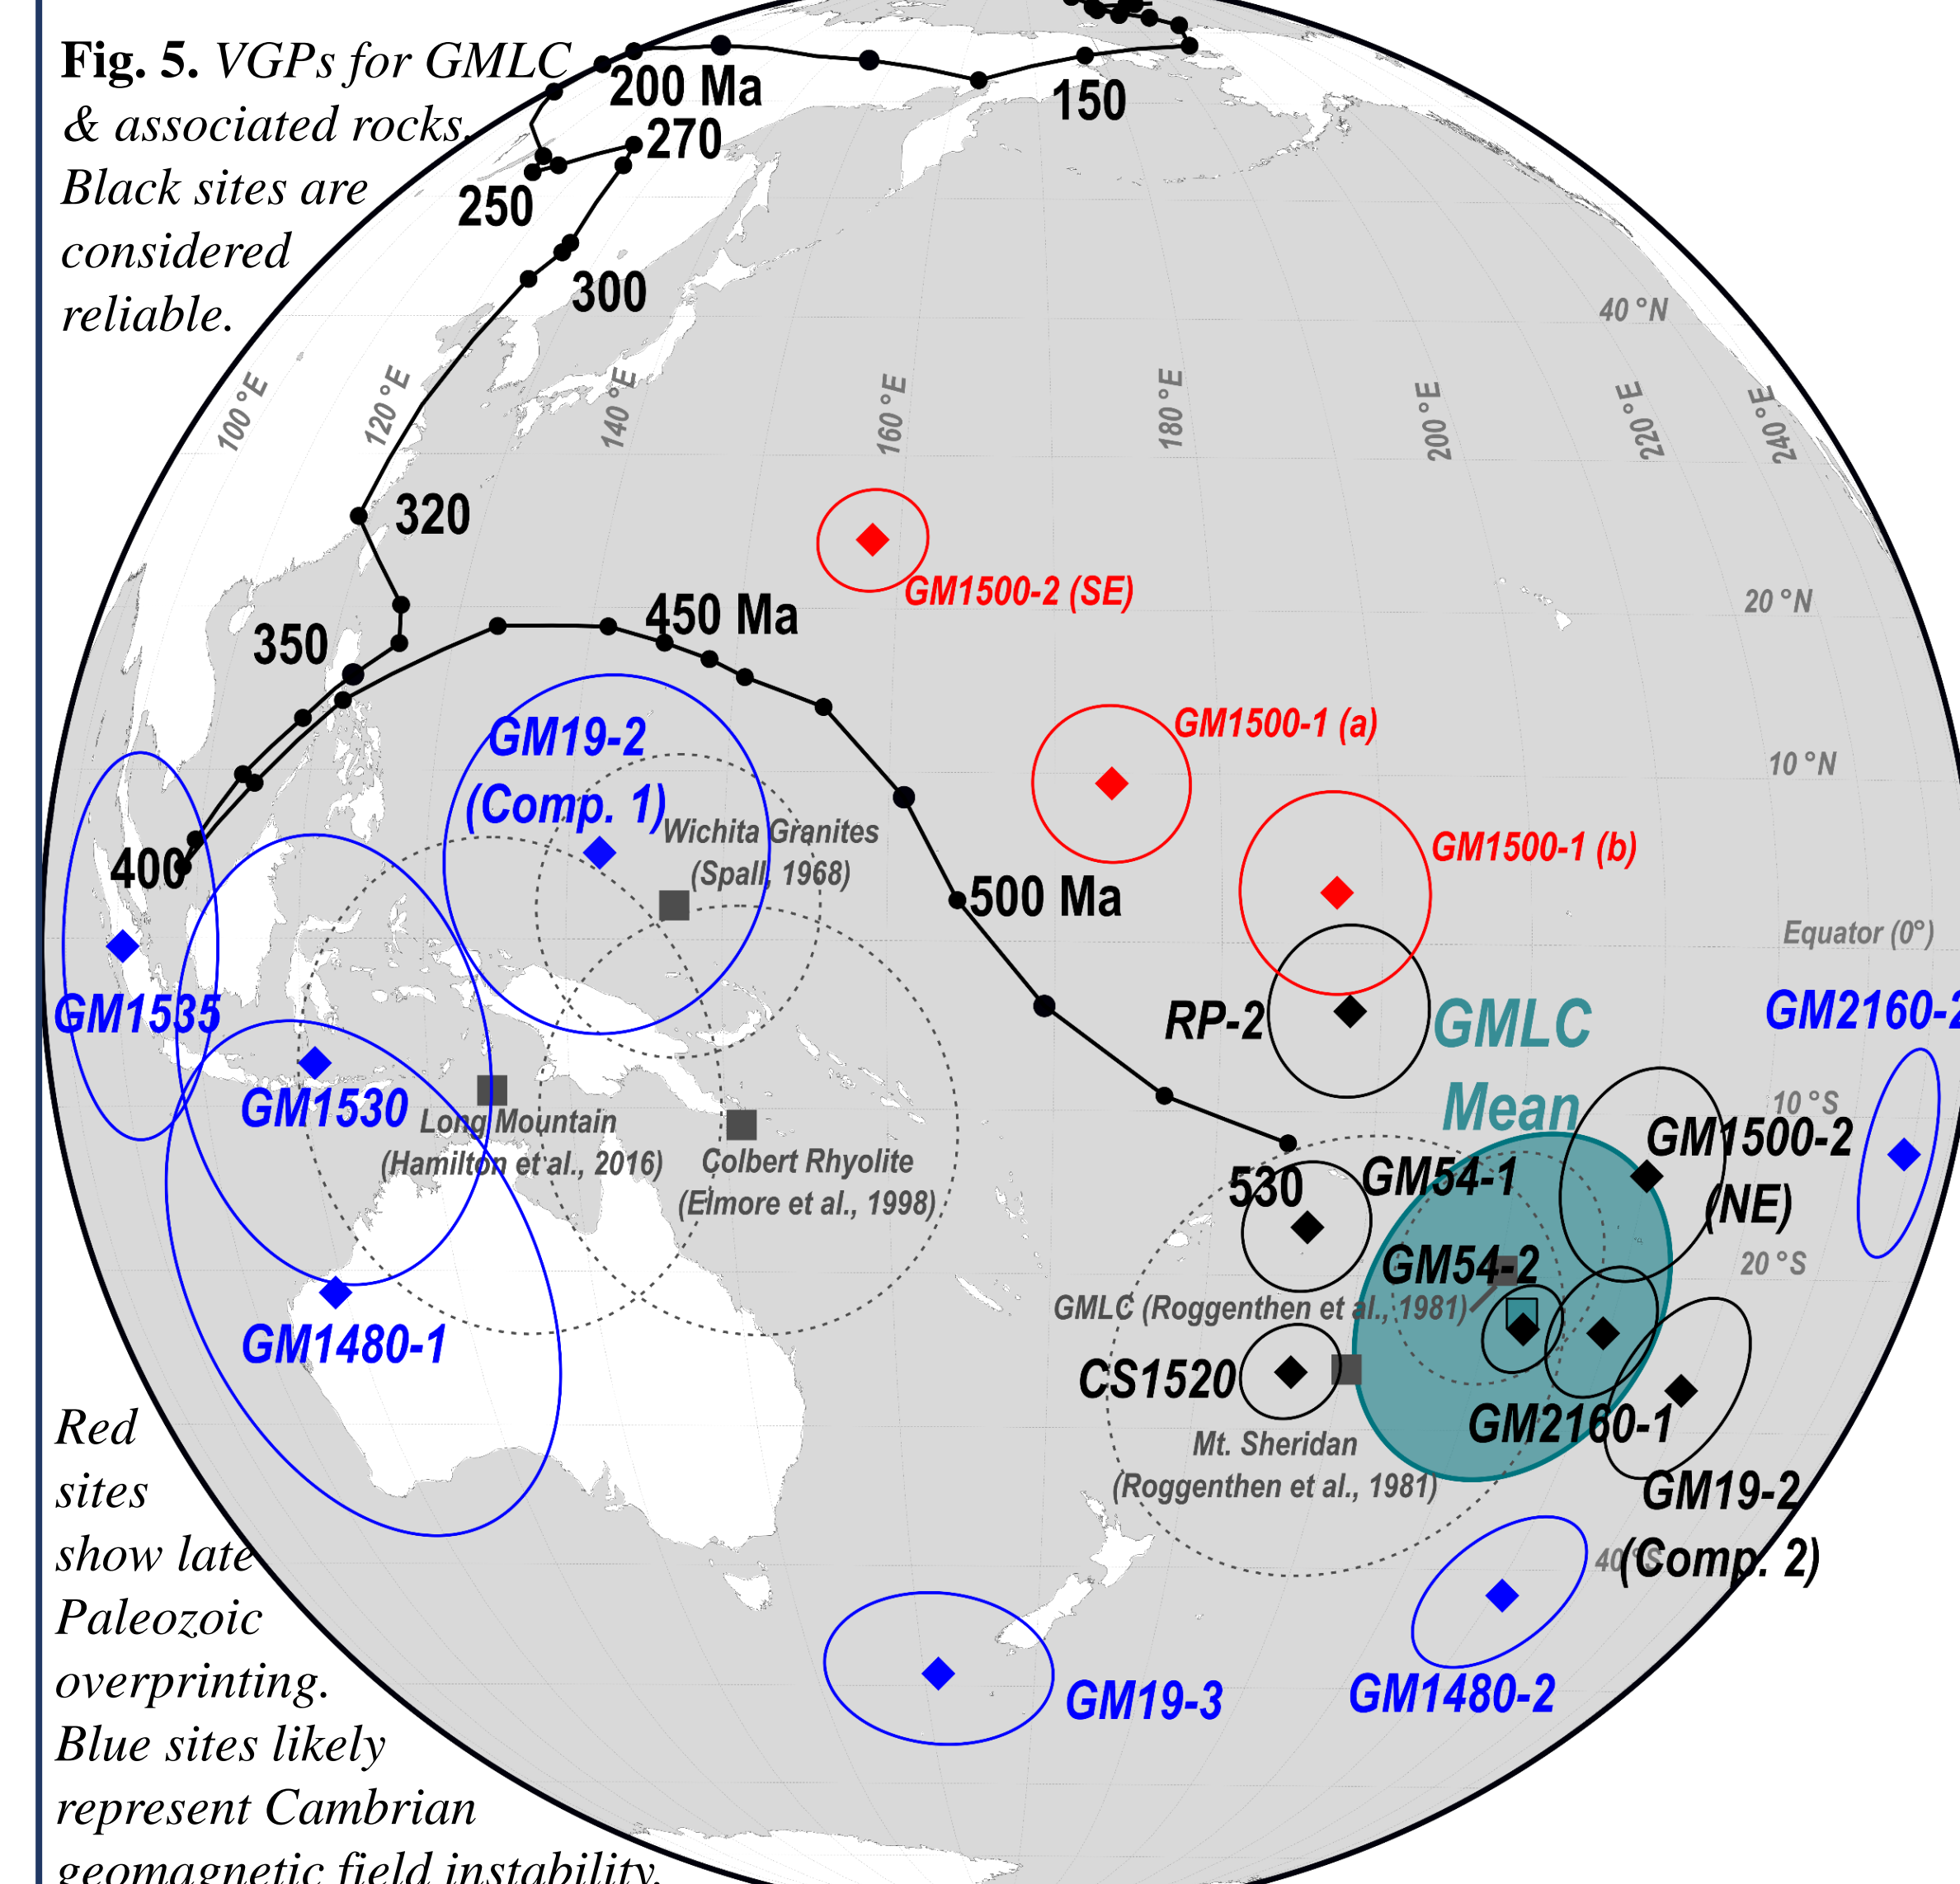 Fig. 5. VGPs for GMLC
& associated rocks.
Black sites are
considered
reliable.
200 Ma
150
270
250
300
40 °N
100 °E
120 °E
140 °E
160 °E
180 °E
200 °E
220 °E
240 °E
320
GM1500-2 (SE)
20 °N
450 Ma
350
GM1500-1 (a)
GM19-2
(Comp. 1)
10 °N
Wichita Granites
(Spall, 1968)
GM1500-1 (b)
400
500 Ma
Equator (0°)
GM1535
RP-2
GMLC
Mean
GM2160-2
GM1530
Long Mountain
(Hamilton et al., 2016)
Colbert Rhyolite
(Elmore et al., 1998)
10 °S
GM1500-2
(NE)
530
GM54-1
GM54-2
20 °S
GMLC (Roggenthen et al., 1981)
GM1480-1
CS1520
GM2160-1
Mt. Sheridan
(Roggenthen et al., 1981)
GM19-2
(Comp. 2)
40 °S
GM19-3
GM1480-2
Red
sites
show late
Paleozoic
overprinting.
Blue sites likely
represent Cambrian
geomagnetic field instability.